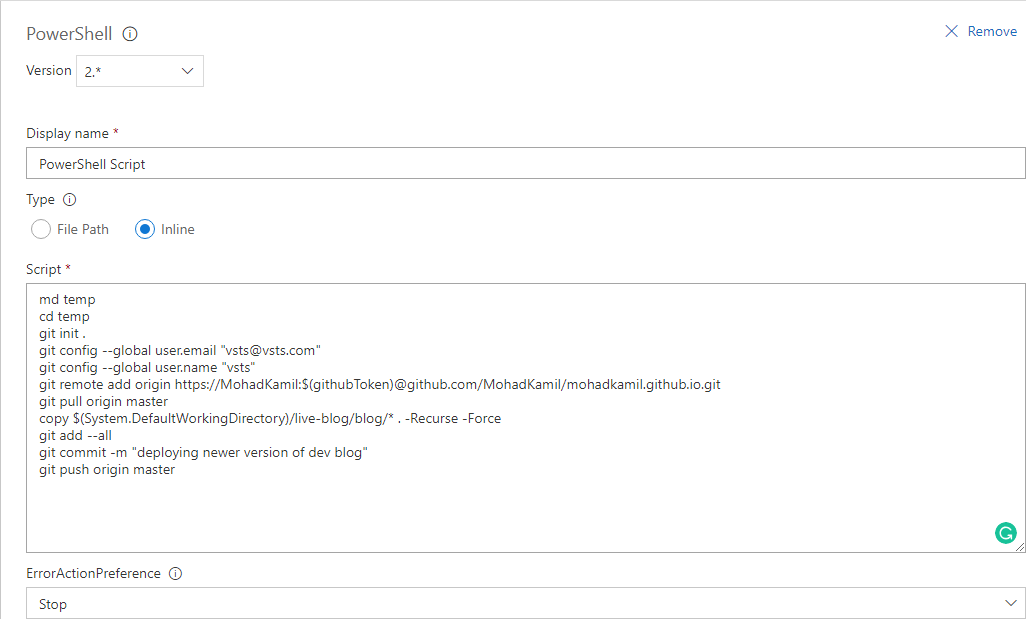 PowerShell
Remove
Version 2.*
Display name *
PowerShell Script
Type
File Path Inline
Script *
md temp
cd temp
git init .
git config --global user.email "vsts@vsts.com"
git config --global user.name "vsts"
git remote add origin https://MohadKamil:$(githubToken)@github.com/MohadKamil/mohadkamil.github.io.git
git pull origin master
copy $(System.DefaultWorkingDirectory)/live-blog/blog/* . -Recurse -Force
git add --all
git commit -m "deploying newer version of dev blog"
git push origin master
ErrorActionPreference
Stop